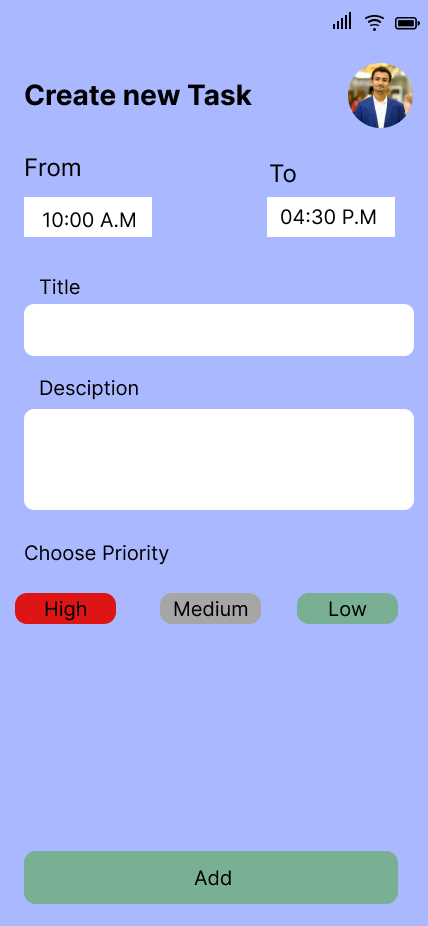 Create new Task
From
To
10:00 A.M
04:30 P.M
Title
Desciption
Choose Priority
High
Medium
Low
Add